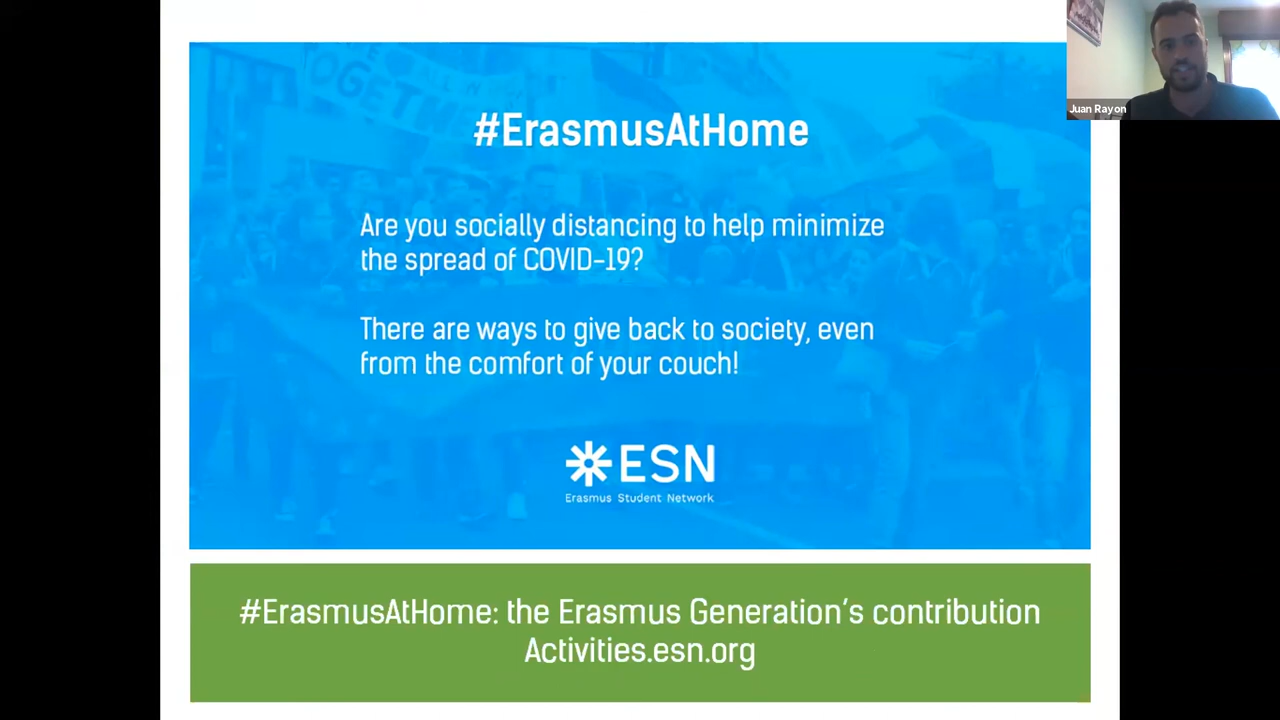 #ErasmusAtHome
Are you socially distancing to help minimize
the spread of COVID-19?
There are ways to give back to society, even
from the comfort of your couch!
ESN
Erasmus Student Network
#ErasmusAtHome: the Erasmus Generation's contribution
Activities.esn.org
Juan Rayon